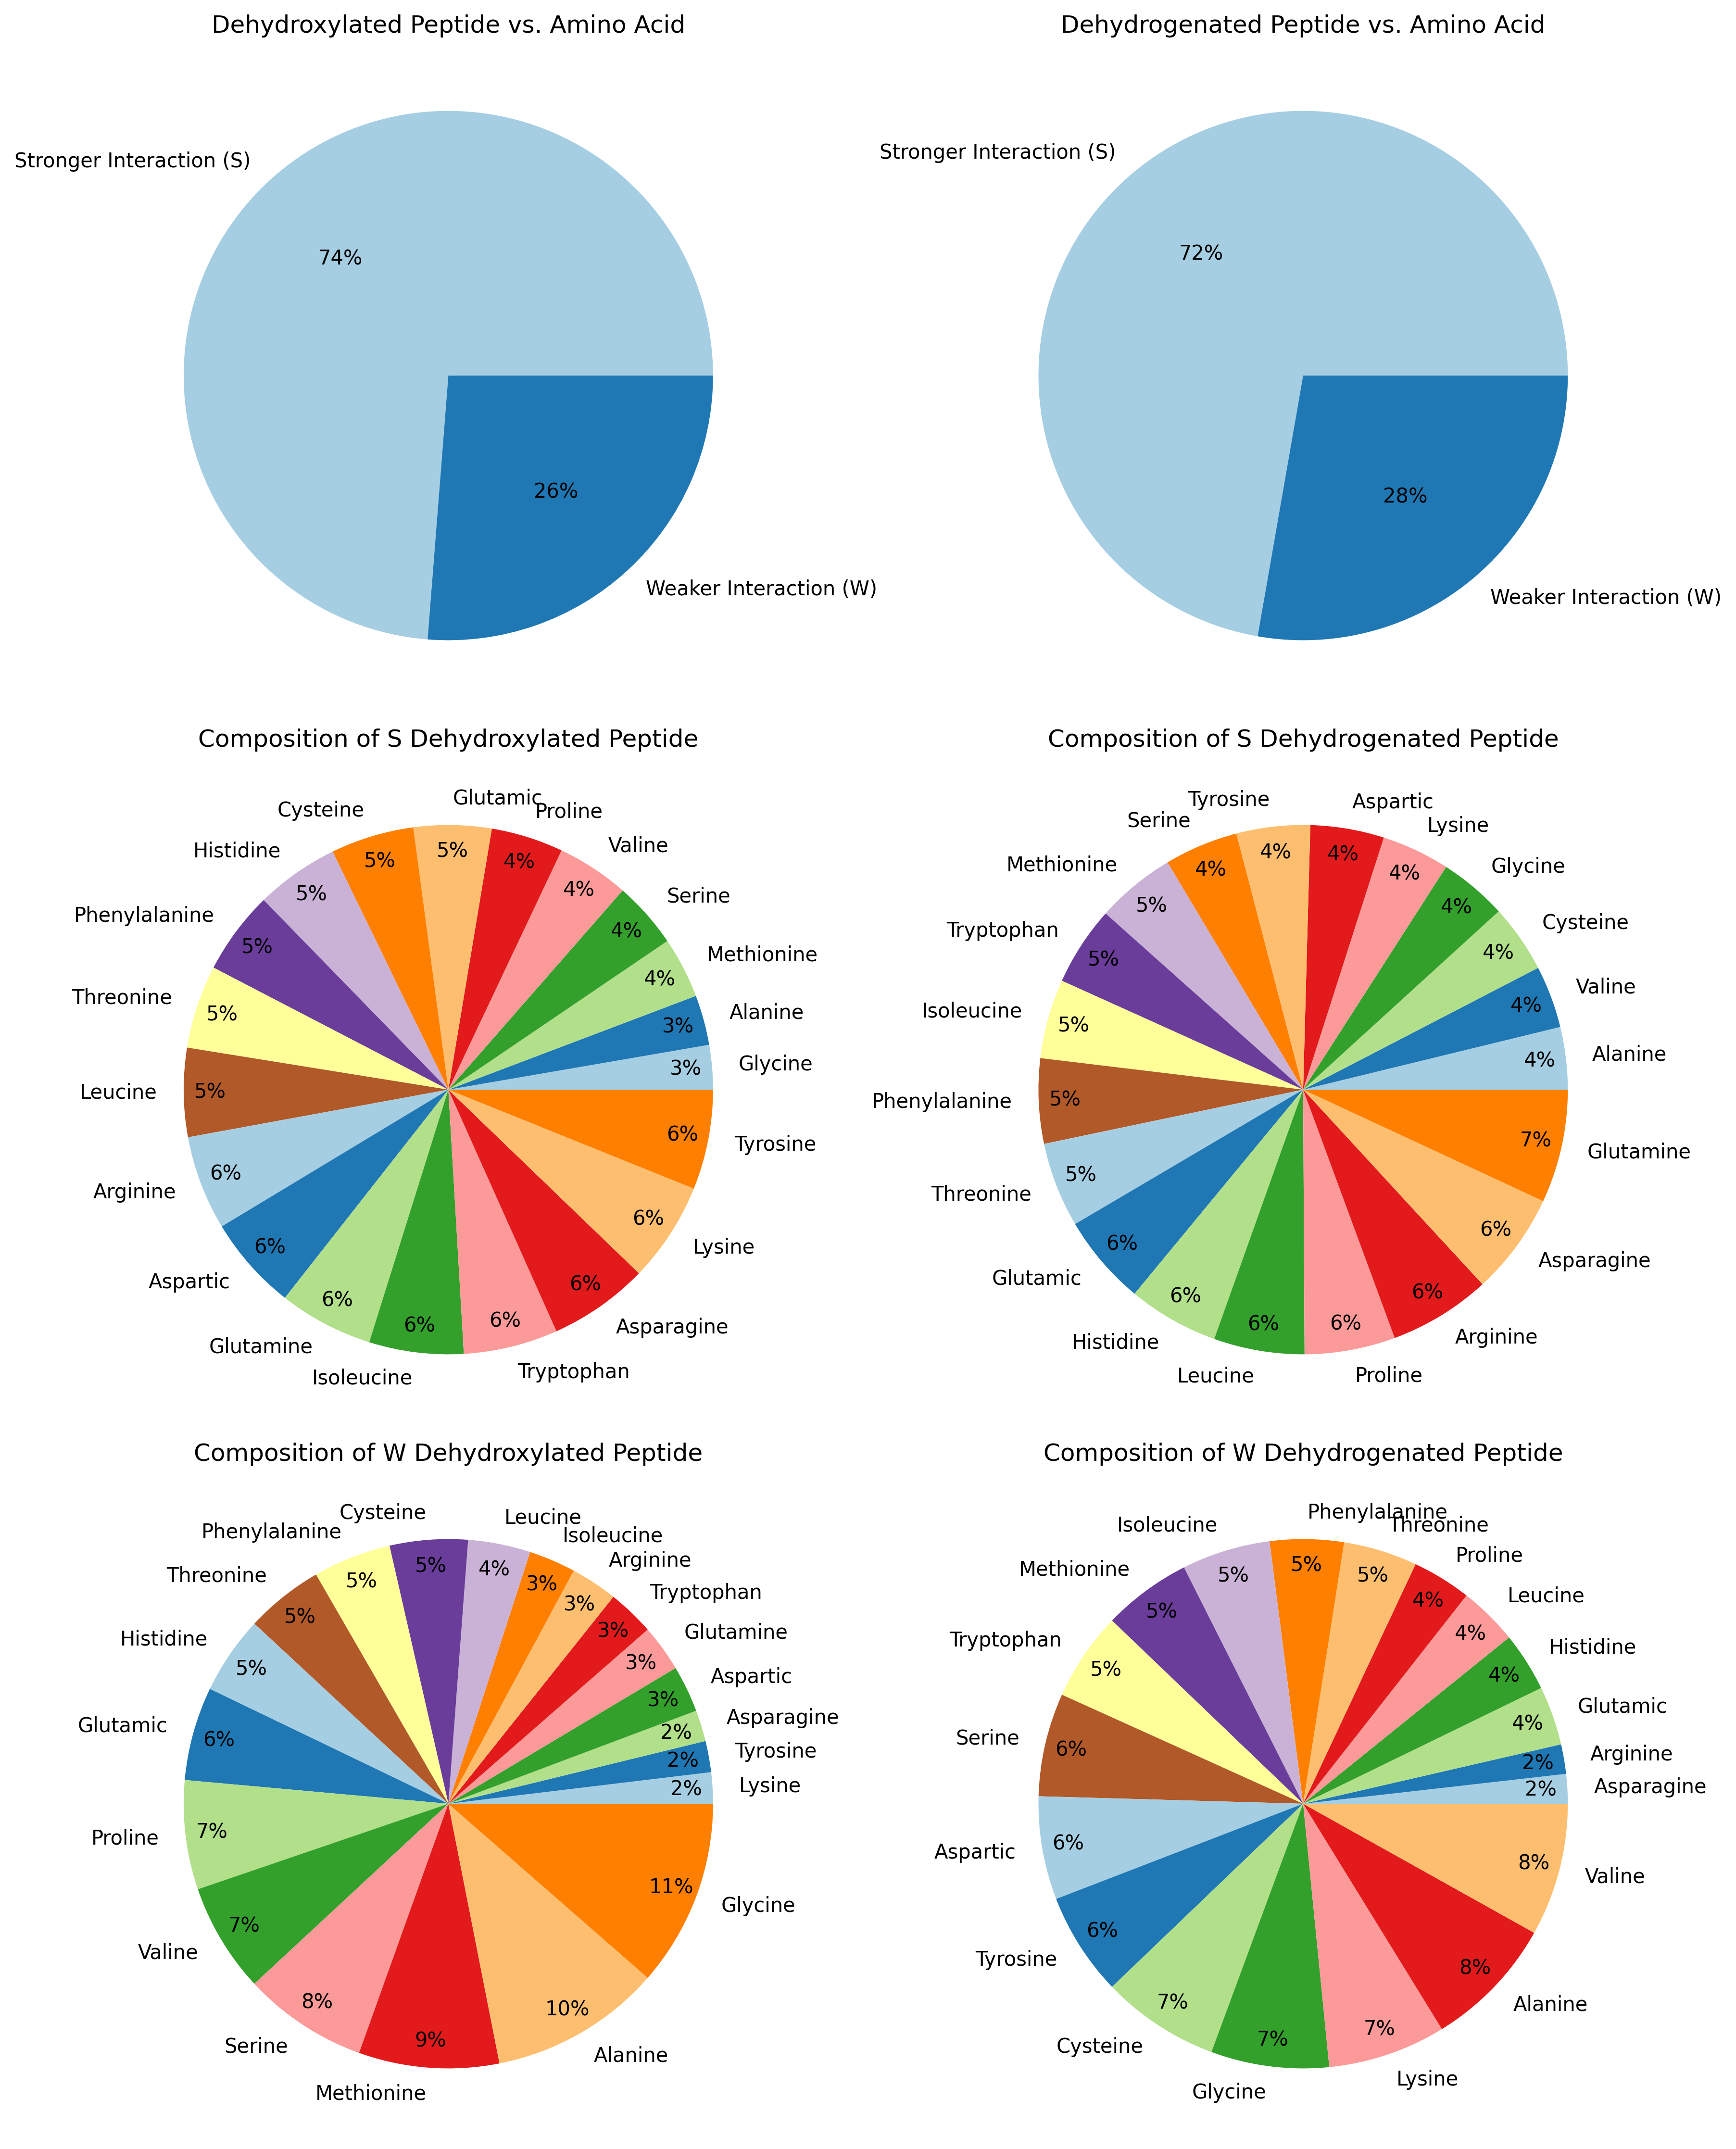 Dehydroxylated Peptide vs. Amino Acid
Stronger Interaction (S)
74%
26%
Weaker Interaction (W)
Dehydrogenated Peptide vs. Amino Acid
Stronger Interaction (S)
72%
28%
Weaker Interaction (W)
Composition of S Dehydroxylated Peptide
Glycine
3%
Alanine
3%
Methionine
4%
Serine
4%
Valine
4%
Proline
4%
Glutamic
5%
Cysteine
5%
Histidine
5%
Phenylalanine
5%
Threonine
5%
Leucine
5%
Arginine
6%
Aspartic
6%
Glutamine
6%
Isoleucine
6%
Tryptophan
6%
Asparagine
6%
Lysine
6%
Tyrosine
6%
Composition of S Dehydrogenated Peptide
Alanine
4%
Valine
4%
Cysteine
4%
Glycine
4%
Lysine
4%
Aspartic
4%
Tyrosine
4%
Serine
4%
Methionine
5%
Tryptophan
5%
Isoleucine
5%
Phenylalanine
5%
Threonine
5%
Glutamic
6%
Histidine
6%
Leucine
6%
Proline
6%
Arginine
6%
Asparagine
6%
Glutamine
7%
Composition of W Dehydroxylated Peptide
Lysine
2%
Tyrosine
2%
Asparagine
2%
Aspartic
3%
Glutamine
3%
Tryptophan
3%
Arginine
3%
Isoleucine
3%
Leucine
4%
Cysteine
5%
Phenylalanine
5%
Threonine
5%
Histidine
5%
Glutamic
6%
Proline
7%
Valine
7%
Serine
8%
Methionine
9%
Alanine
10%
Glycine
11%
Composition of W Dehydrogenated Peptide
Asparagine
2%
Arginine
2%
Glutamic
4%
Histidine
4%
Leucine
4%
Proline
4%
Threonine
5%
Phenylalanine
5%
Isoleucine
5%
Methionine
5%
Tryptophan
5%
Serine
6%
Aspartic
6%
Tyrosine
6%
Cysteine
7%
Glycine
7%
Lysine
7%
Alanine
8%
Valine
8%